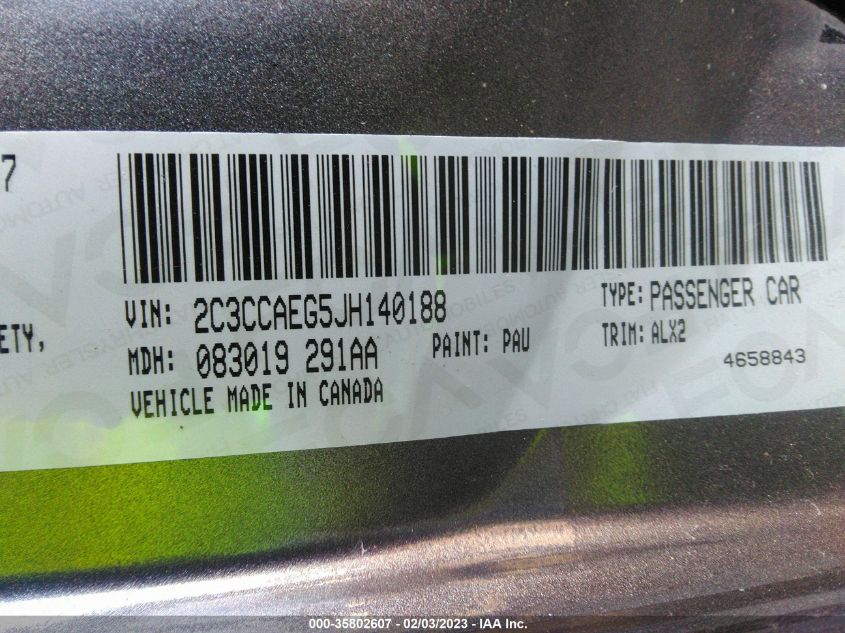 7
VIN: 2C3CCAEG5JH140188
TYPE: PASSENGER CAR
ETY,
MDH: 083019 291AA
PAINT: PAU
TRIM: ALX2
4658843
VEHICLE MADE IN CANADA
000-35802607 - 02/03/2023 - IAA Inc.